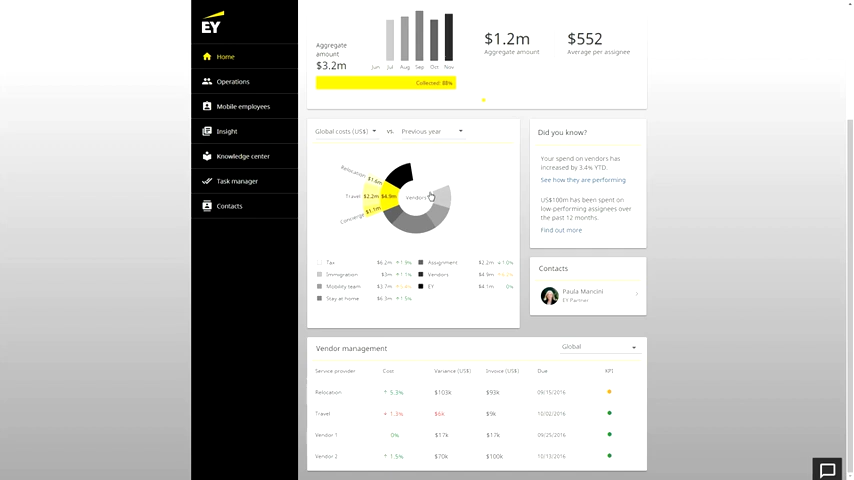 EY
Home
Operations
Mobile employees
Insight
Knowledge center
Task manager
Contacts
Aggregate
amount
$3.2m
Jun Jul Aug Sep Oct Nov
Collected: 88%
$1.2m
Aggregate amount
$552
Average per assignee
Global costs (US$) vs. Previous year
Relocation $1.6m
Travel $2.2m $4.9m
Concierge $1.1m
Vendors
Tax $6.2m 1.9%
Immigration $3m 1.1%
Mobility team $3.7m
Stay at home $6.3m 1.5%
Assignment $2.2m 1.0%
Vendors $4.9m
EY $4.1m 0%
Did you know?
Your spend on vendors has
increased by 3.4% YTD.
See how they are performing
US$100m has been spent on
low-performing assignees over
the past 12 months.
Find out more
Contacts
Paula Mancini
EY Partner
Vendor management Global
Service provider Cost Variance (US$) Invoice (US$) Due KPI
Relocation 5.3% $103k $93k 09/15/2016
Travel 1.3% $6k $9k 10/02/2016
Vendor 1 0% $17k $17k 09/25/2016
Vendor 2 1.5% $70k $100k 10/13/2016